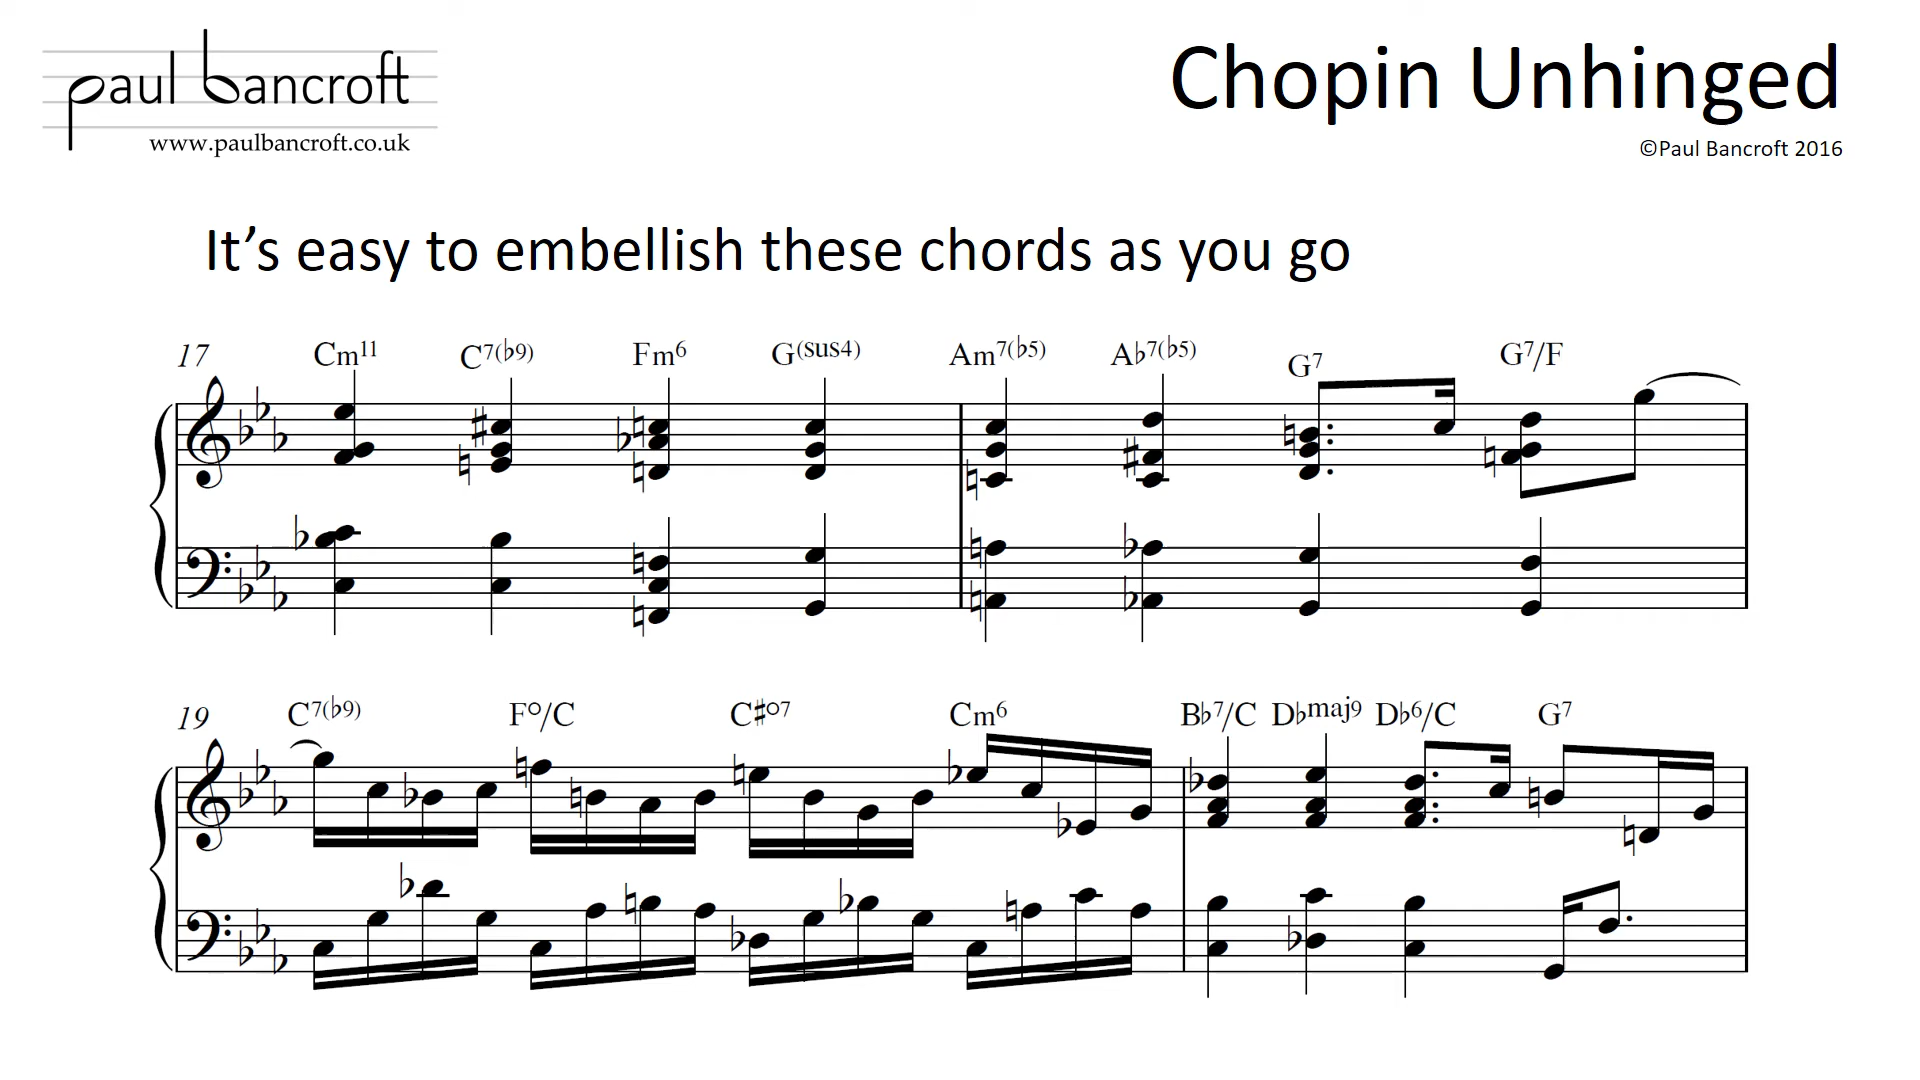 paul bancroft
www.paulbancroft.co.uk
Chopin Unhinged
©Paul Bancroft 2016
It’s easy to embellish these chords as you go
17 Cm11 C7(♭9) Fm6 G(sus4) Am7(♭5) A♭7(♭5) G7 G7/F
19 C7(♭9) F°/C C♯°7 Cm6 B♭7/C D♭maj9 D♭6/C G7